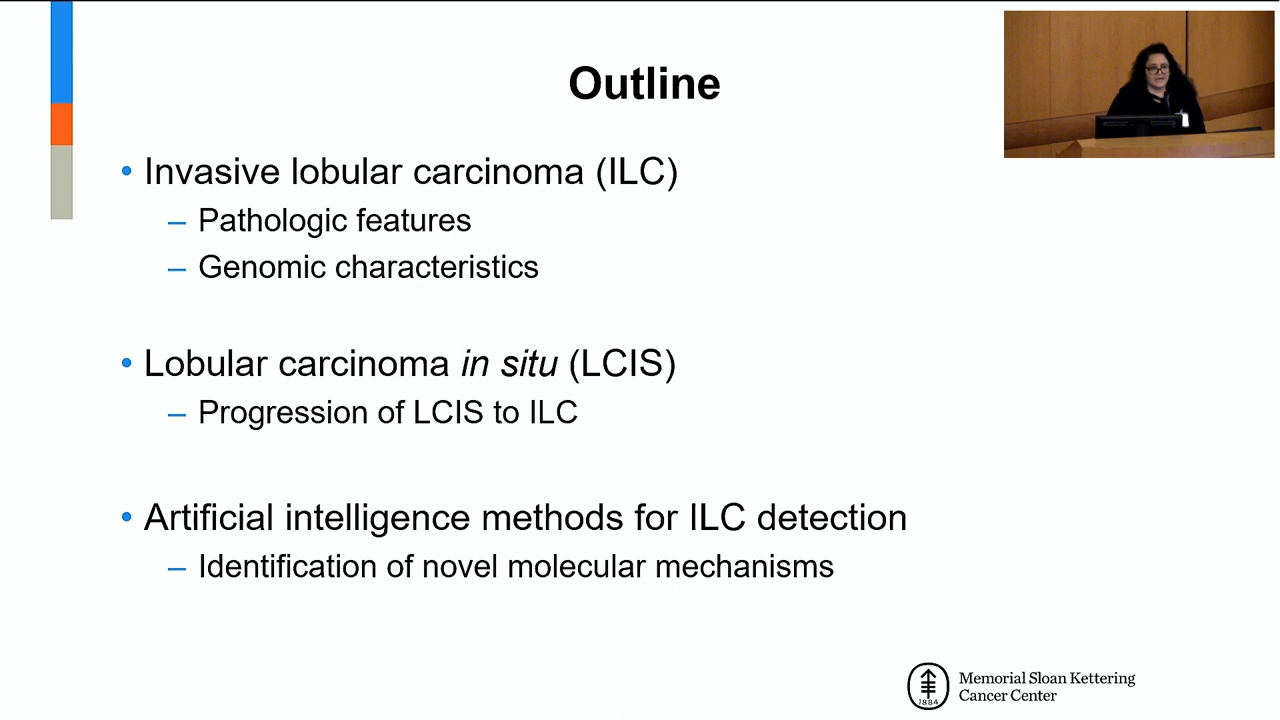 Outline
• Invasive lobular carcinoma (ILC)
– Pathologic features
– Genomic characteristics
• Lobular carcinoma in situ (LCIS)
– Progression of LCIS to ILC
• Artificial intelligence methods for ILC detection
– Identification of novel molecular mechanisms
1884
Memorial Sloan Kettering
Cancer Center